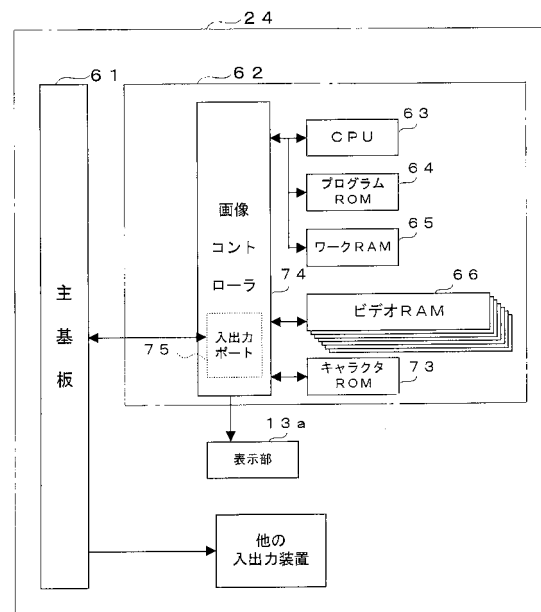 24
61
62
63
CPU
64
プログラム
ROM
65
ワークRAM
画像
コント
ローラ
74
66
ビデオRAM
主
基
板
75
入出力
ポート
73
キャラクタ
ROM
13a
表示部
他の
入出力装置